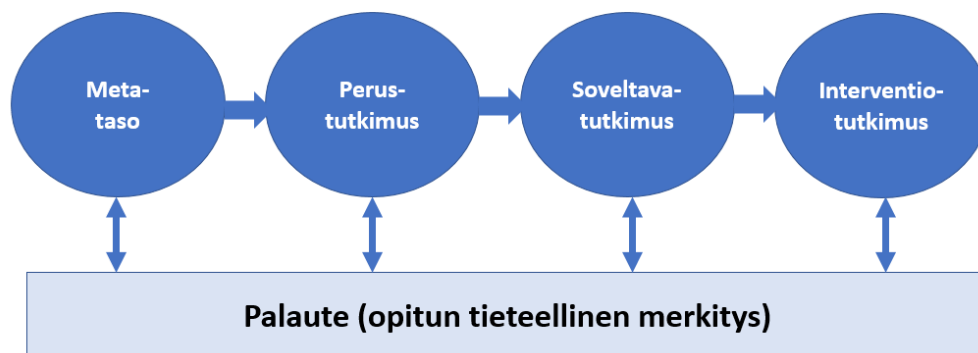 Meta-
taso
Perus-
tutkimus
Soveltava-
tutkimus
Interventio-
tutkimus
Palaute (opitun tieteellinen merkitys)